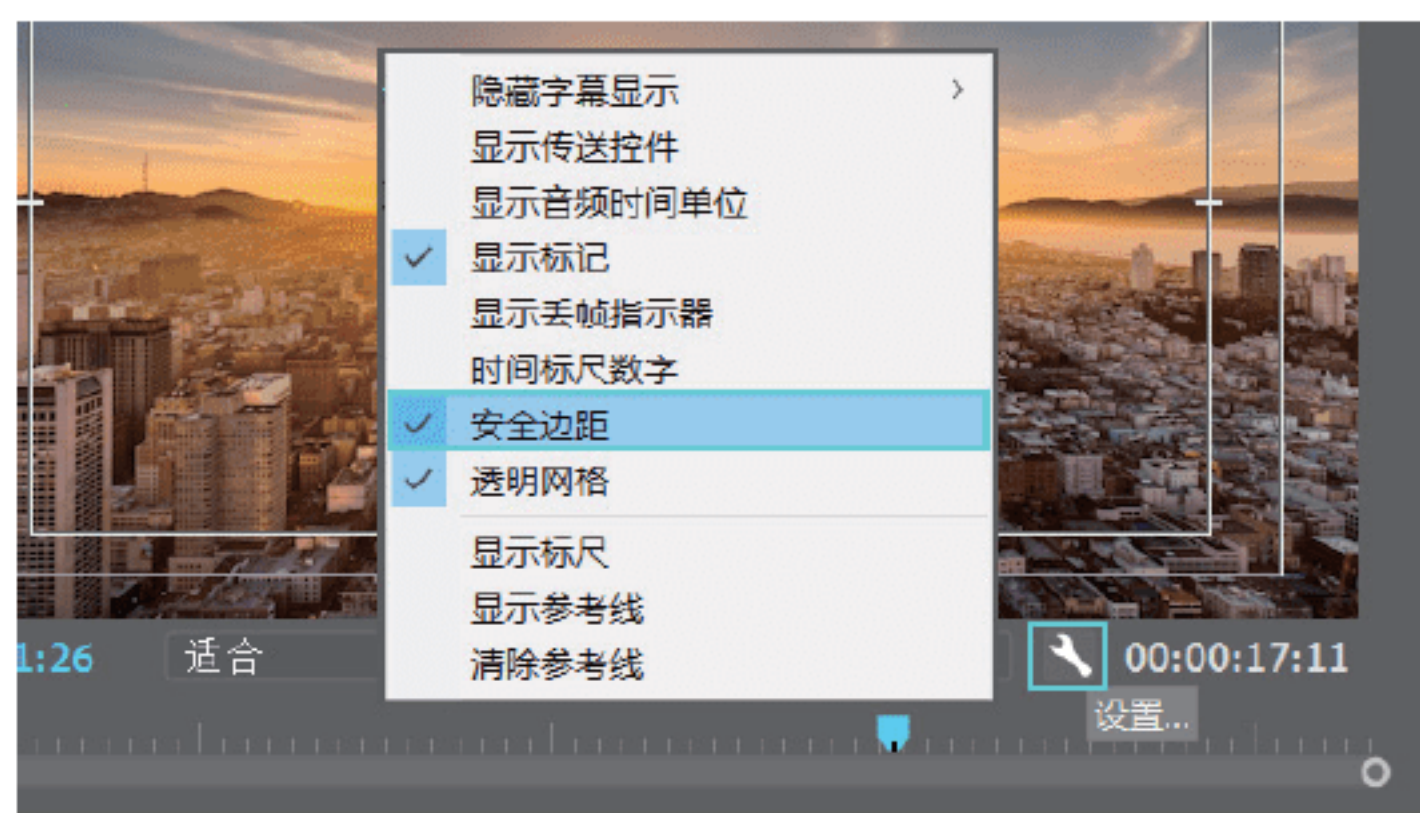 隐藏字幕显示
显示传送控件
显示音频时间单位
显示标记
显示丢帧指示器
时间标尺数字
安全边距
透明网格
显示标尺
显示参考线
清除参考线
1:26 适合 00:00:17:11
设置...